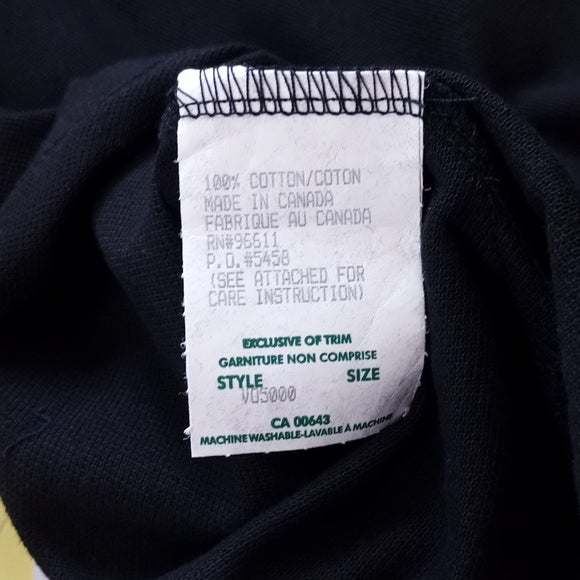 100% COTTON/COTON
MADE IN CANADA
FABRIQUE AU CANADA
RN#96611
P.O.#5458
(SEE ATTACHED FOR
CARE INSTRUCTION)
EXCLUSIVE OF TRIM
GARNITURE NON COMPRISE
STYLE SIZE
VO5000
CA 00643
MACHINE WASHABLE-LAVABLE À MACHINE